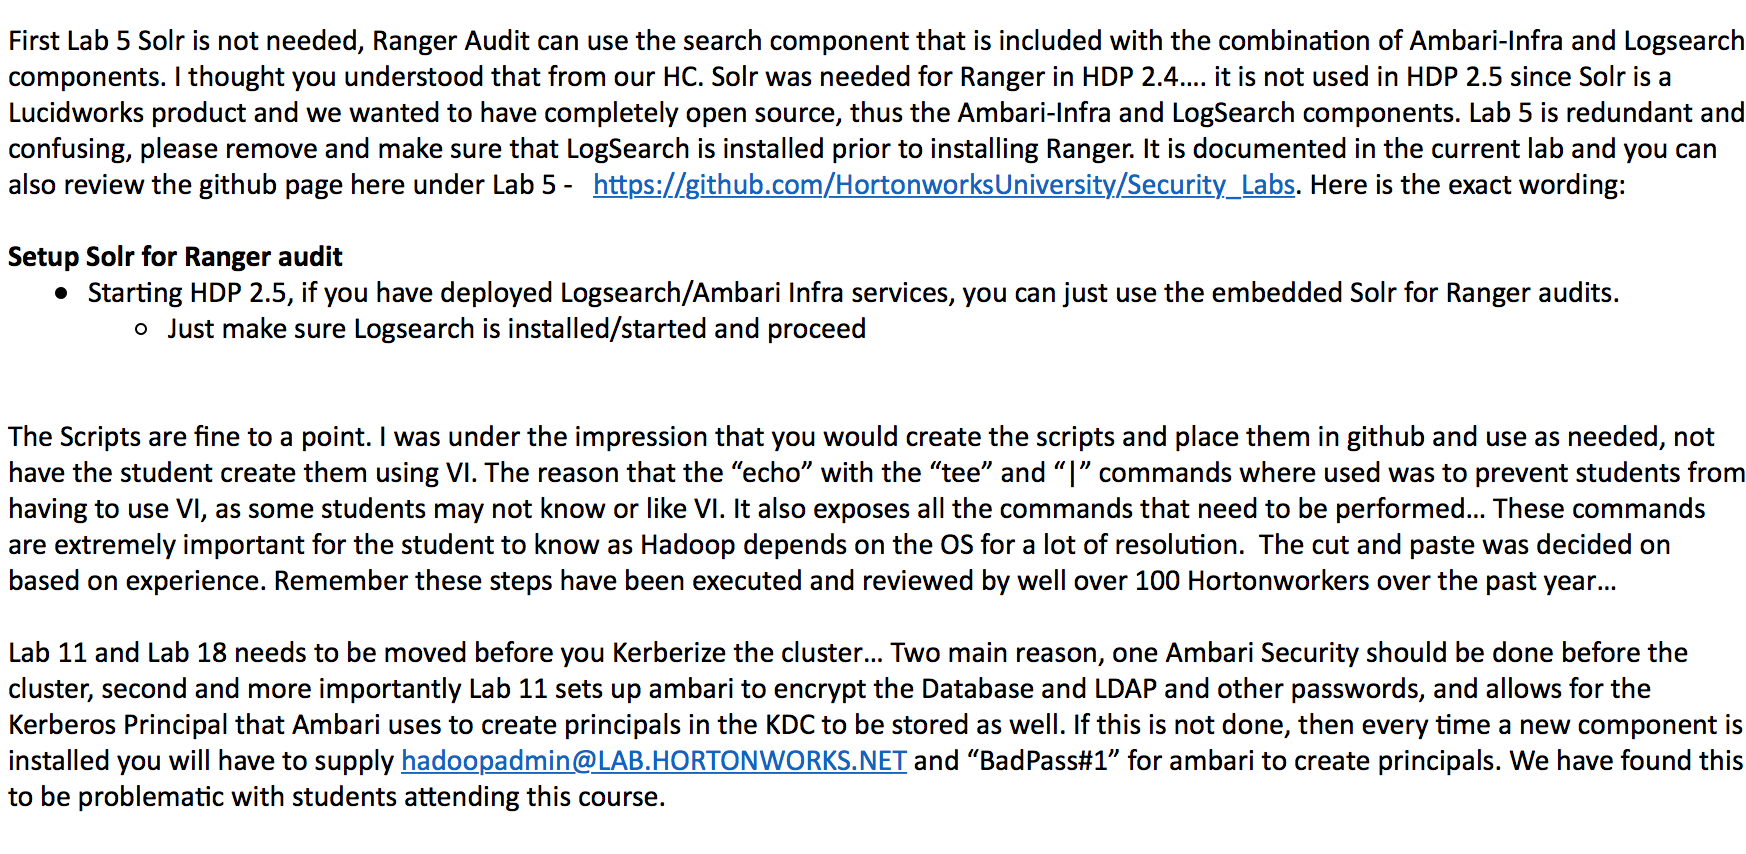 First Lab 5 Solr is not needed, Ranger Audit can use the search component that is included with the combination of Ambari-Infra and Logsearch
components. I thought you understood that from our HC. Solr was needed for Ranger in HDP 2.4.... it is not used in HDP 2.5 since Solr is a
Lucidworks product and we wanted to have completely open source, thus the Ambari-Infra and LogSearch components. Lab 5 is redundant and
confusing, please remove and make sure that LogSearch is installed prior to installing Ranger. It is documented in the current lab and you can
also review the github page here under Lab 5 - https://github.com/HortonworksUniversity/Security_Labs. Here is the exact wording:
Setup Solr for Ranger audit
● Starting HDP 2.5, if you have deployed Logsearch/Ambari Infra services, you can just use the embedded Solr for Ranger audits.
○ Just make sure Logsearch is installed/started and proceed
The Scripts are fine to a point. I was under the impression that you would create the scripts and place them in github and use as needed, not
have the student create them using VI. The reason that the “echo” with the “tee” and “|” commands where used was to prevent students from
having to use VI, as some students may not know or like VI. It also exposes all the commands that need to be performed… These commands
are extremely important for the student to know as Hadoop depends on the OS for a lot of resolution. The cut and paste was decided on
based on experience. Remember these steps have been executed and reviewed by well over 100 Hortonworkers over the past year…
Lab 11 and Lab 18 needs to be moved before you Kerberize the cluster… Two main reason, one Ambari Security should be done before the
cluster, second and more importantly Lab 11 sets up ambari to encrypt the Database and LDAP and other passwords, and allows for the
Kerberos Principal that Ambari uses to create principals in the KDC to be stored as well. If this is not done, then every time a new component is
installed you will have to supply hadoopadmin@LAB.HORTONWORKS.NET and “BadPass#1” for ambari to create principals. We have found this
to be problematic with students attending this course.